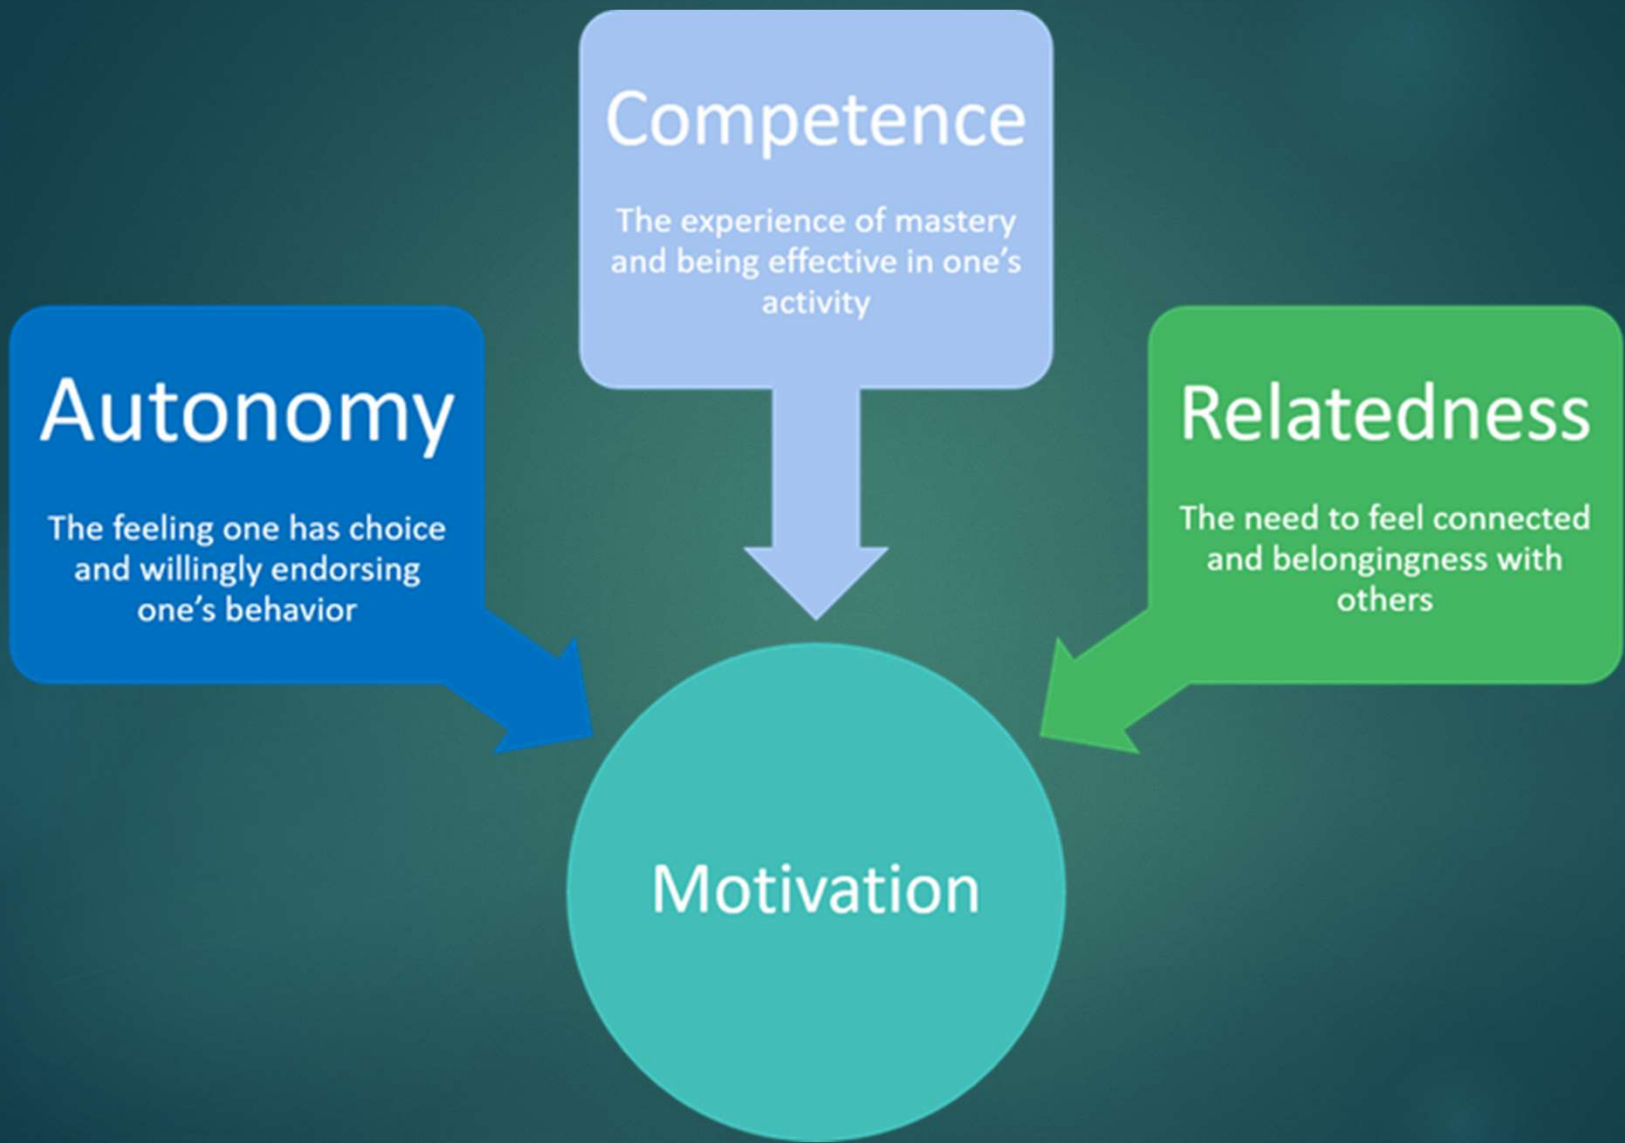 Competence
The experience of mastery
and being effective in one's
activity
Autonomy
The feeling one has choice
and willingly endorsing
one's behavior
Relatedness
The need to feel connected
and belongingness with
others
Motivation